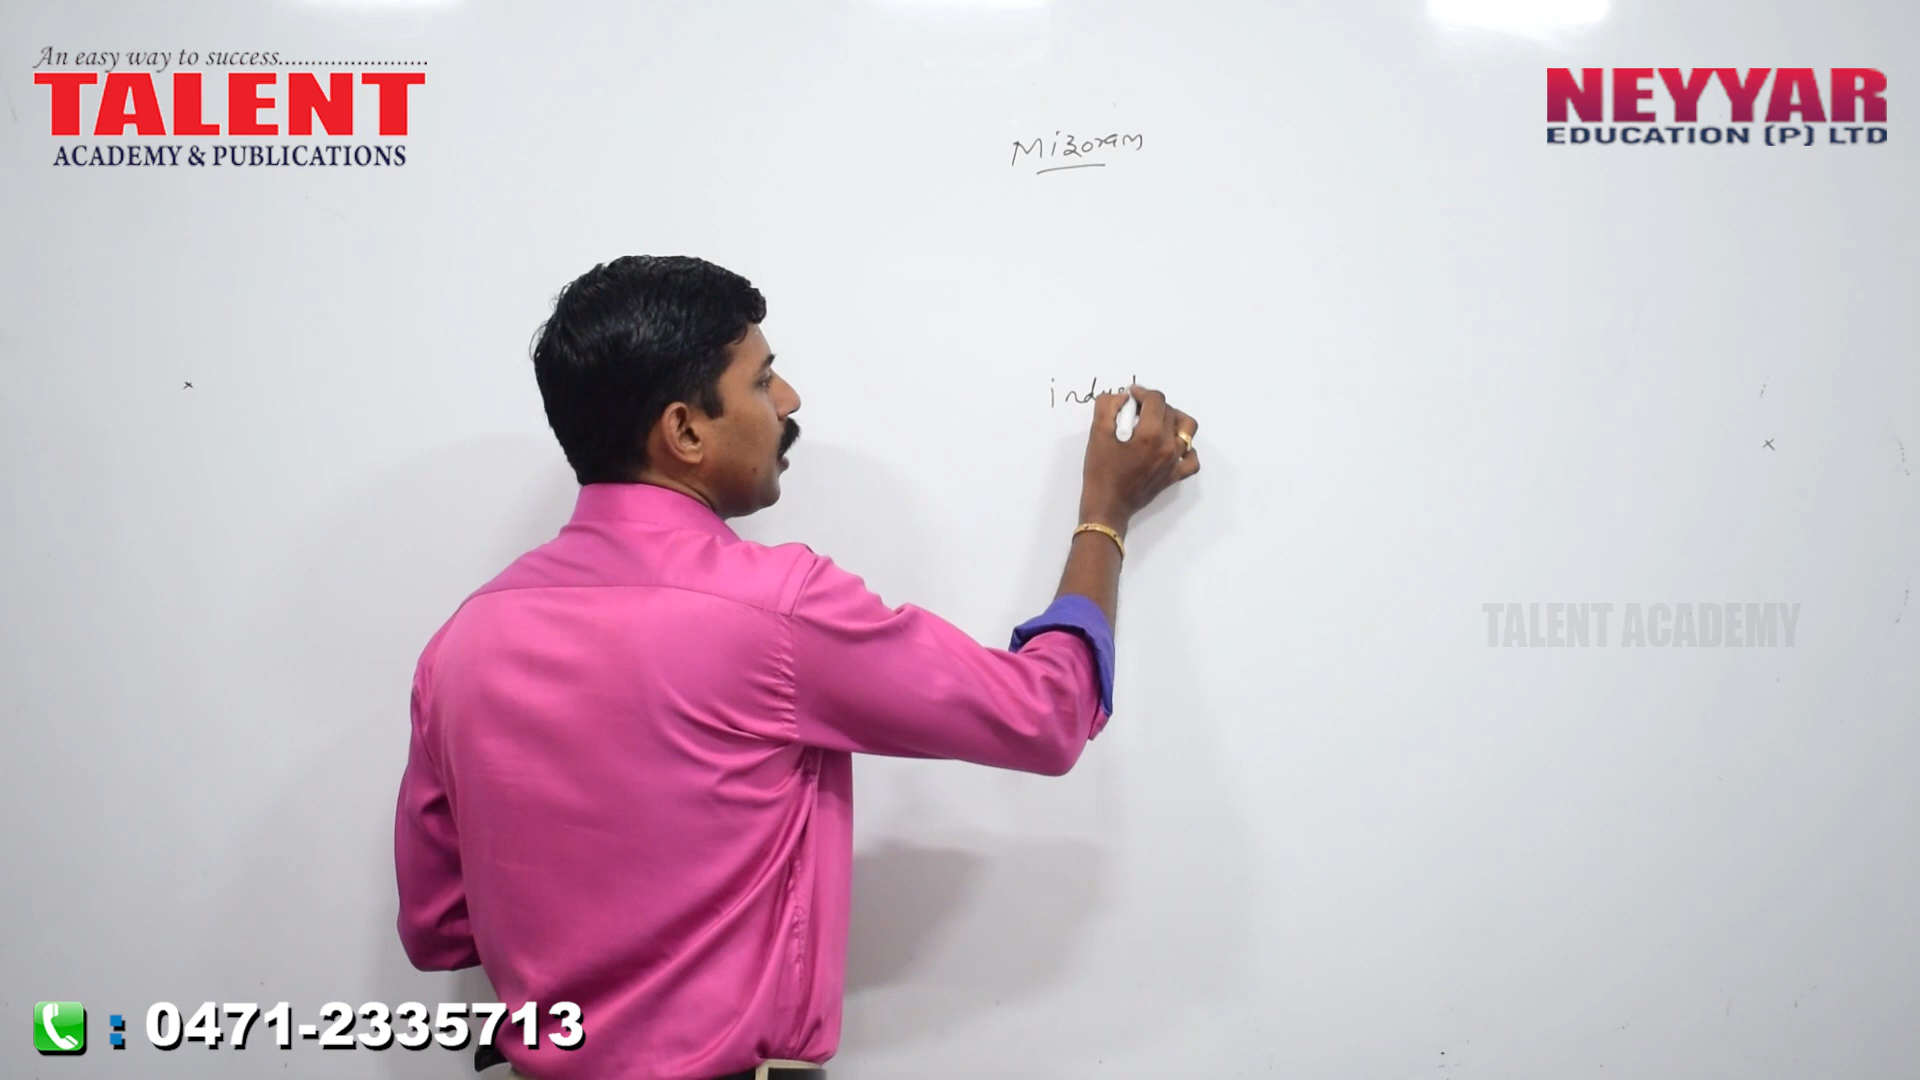 An easy way to success.......................
TALENT
ACADEMY & PUBLICATIONS
NEYYAR
EDUCATION (P) LTD
Mizoram
TALENT ACADEMY
: 0471-2335713